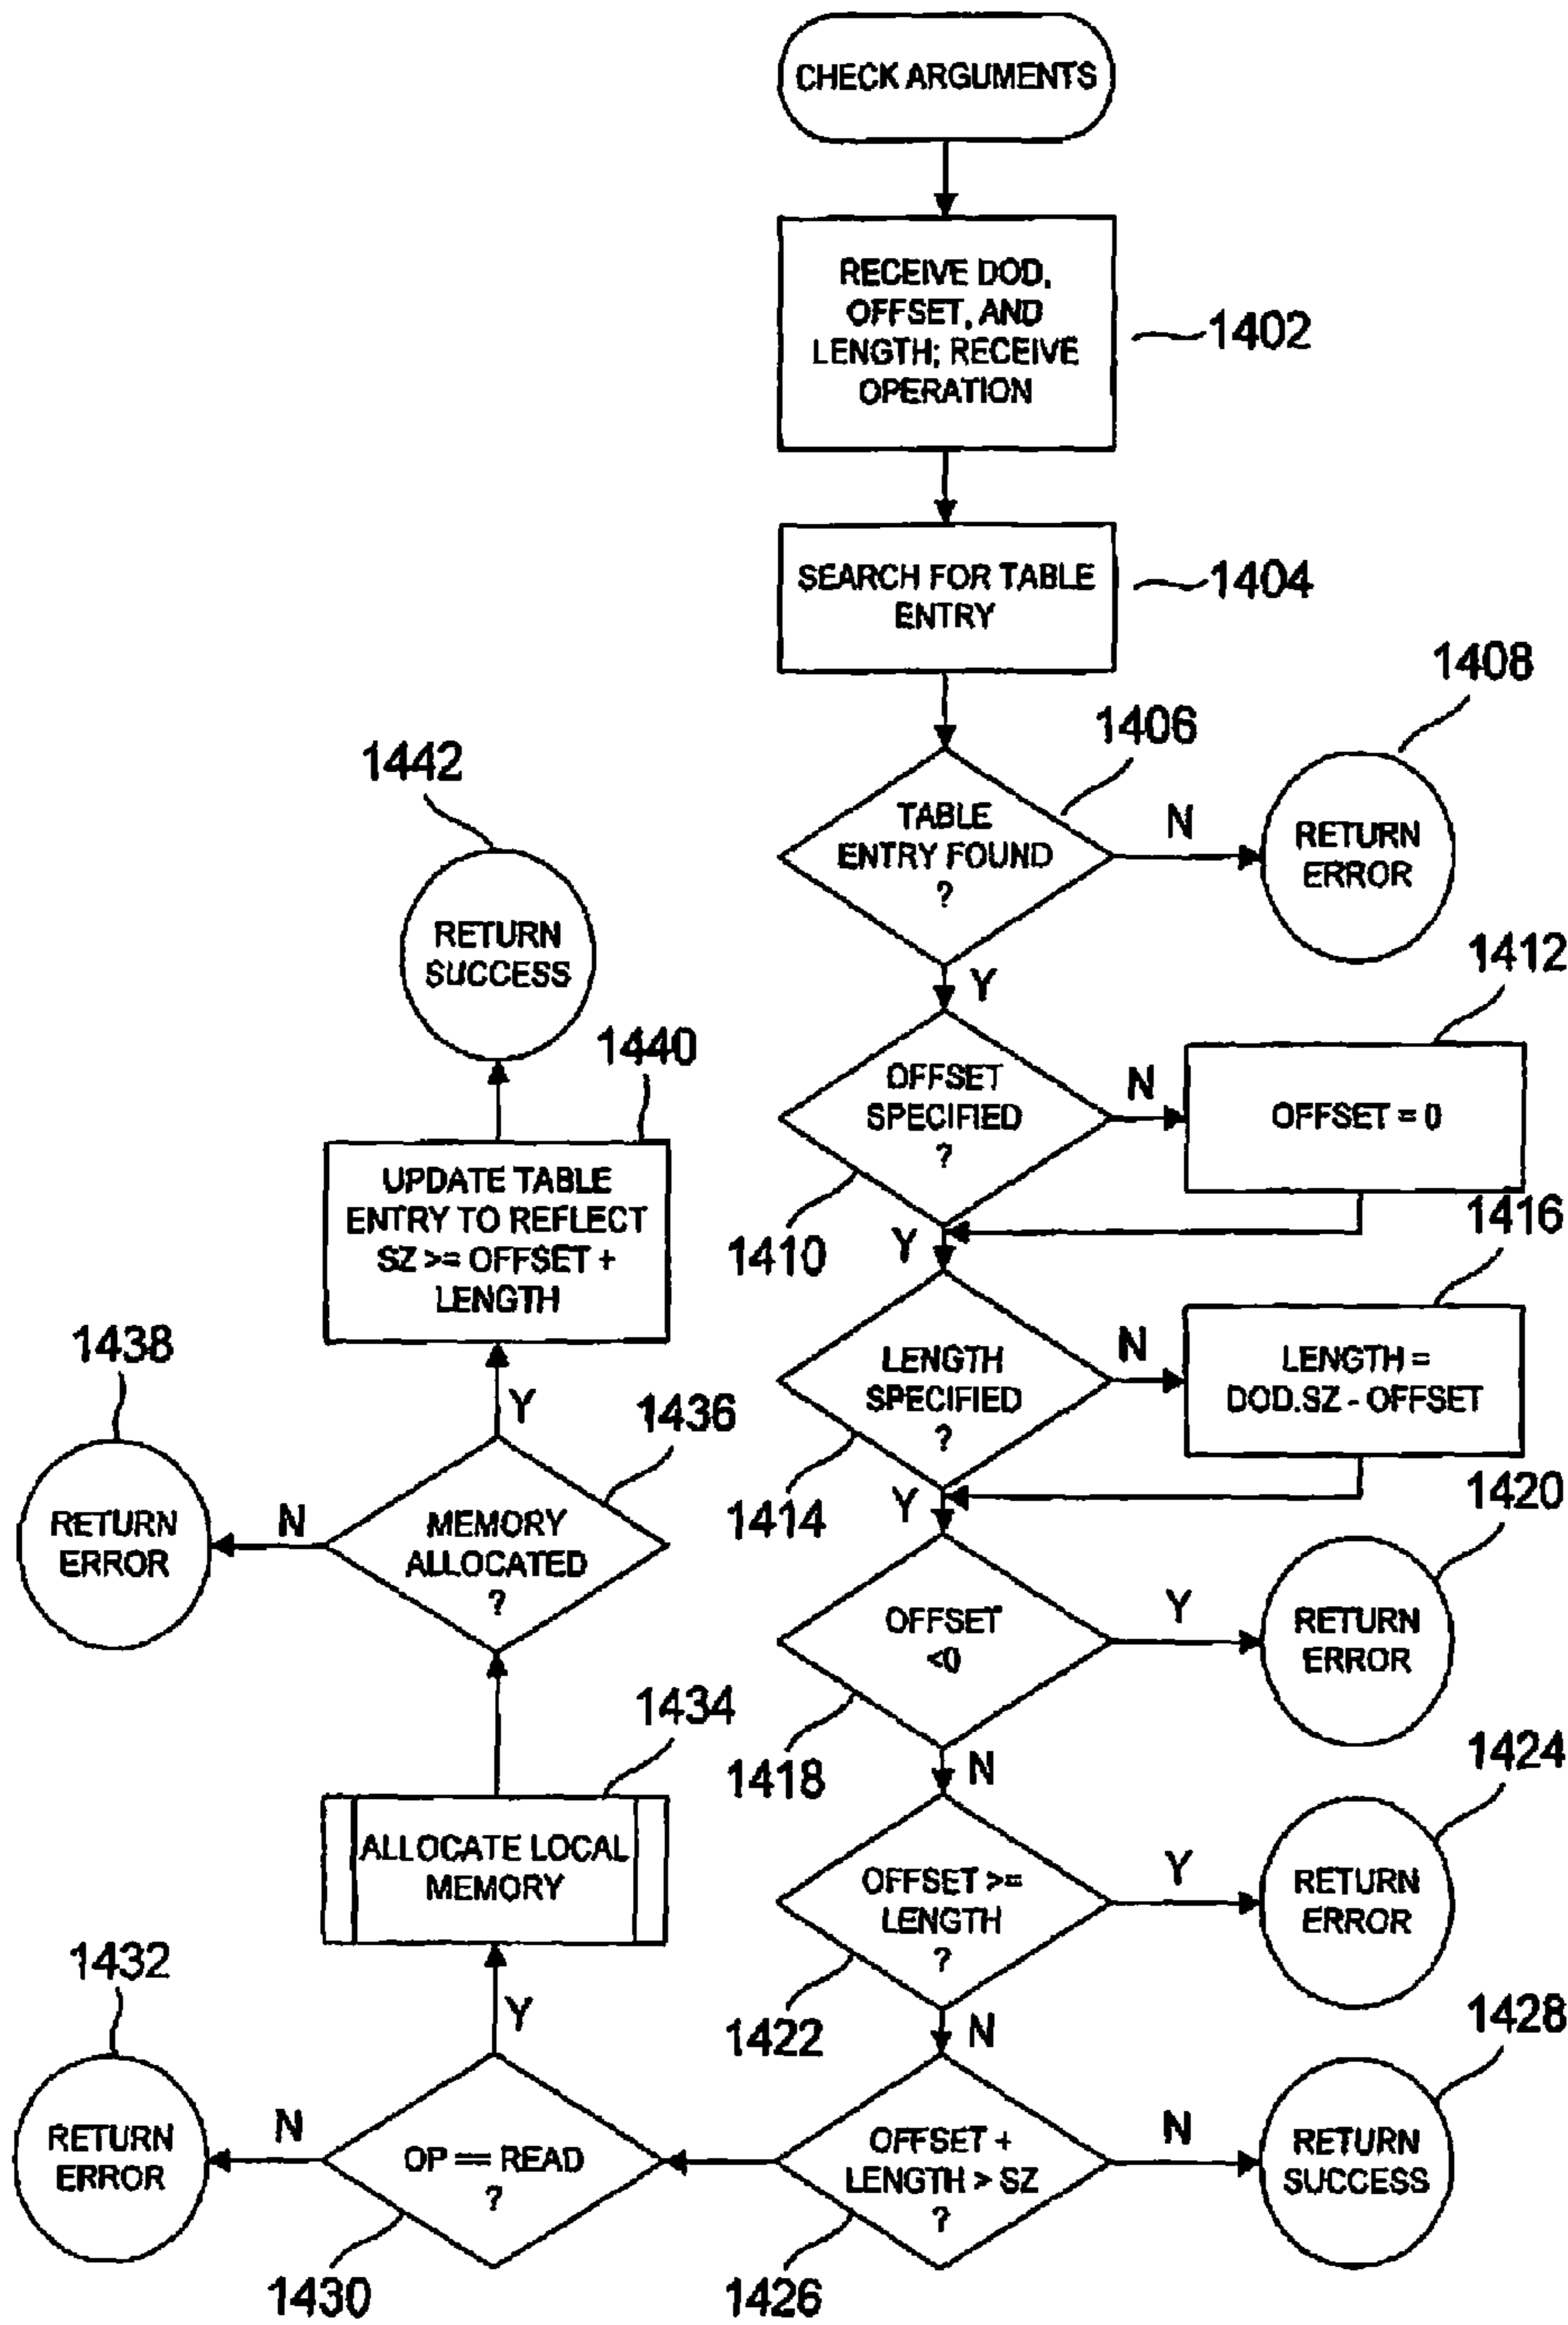 CHECK ARGUMENTS
RECEIVE DOD,
OFFSET, AND
LENGTH; RECEIVE
OPERATION
1402
SEARCH FOR TABLE
ENTRY
1404
1406
TABLE
ENTRY FOUND
?
N
1408
RETURN
ERROR
Y
OFFSET
SPECIFIED
?
1410
N
1412
OFFSET = 0
Y
LENGTH
SPECIFIED
?
1414
N
1416
LENGTH =
DOD.SZ - OFFSET
Y
OFFSET
<0
1418
Y
1420
RETURN
ERROR
N
OFFSET >=
LENGTH
?
1422
Y
1424
RETURN
ERROR
N
OFFSET +
LENGTH > SZ
?
1426
N
1428
RETURN
SUCCESS
OP == READ
?
1430
N
1432
RETURN
ERROR
Y
1434
ALLOCATE LOCAL
MEMORY
1436
MEMORY
ALLOCATED
?
N
1438
RETURN
ERROR
Y
1440
UPDATE TABLE
ENTRY TO REFLECT
SZ >= OFFSET +
LENGTH
1442
RETURN
SUCCESS